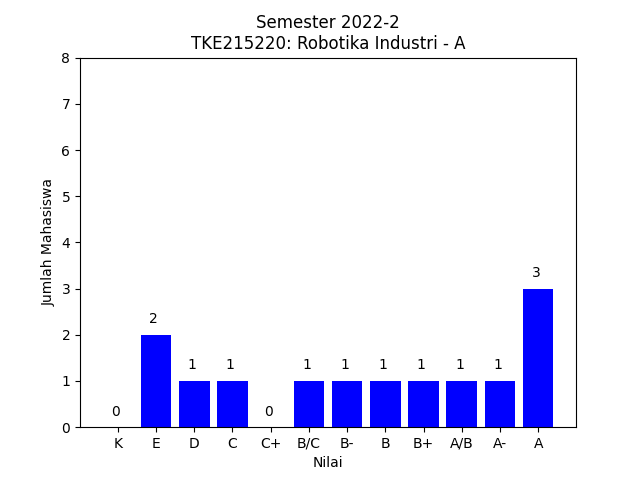 Semester 2022-2
TKE215220: Robotika Industri - A
8
7
6
5
4
3
2
1
0
Jumlah Mahasiswa
0 2 1 1 0 1 1 1 1 1 1 3
K E D C C+ B/C B- B B+ A/B A- A
Nilai